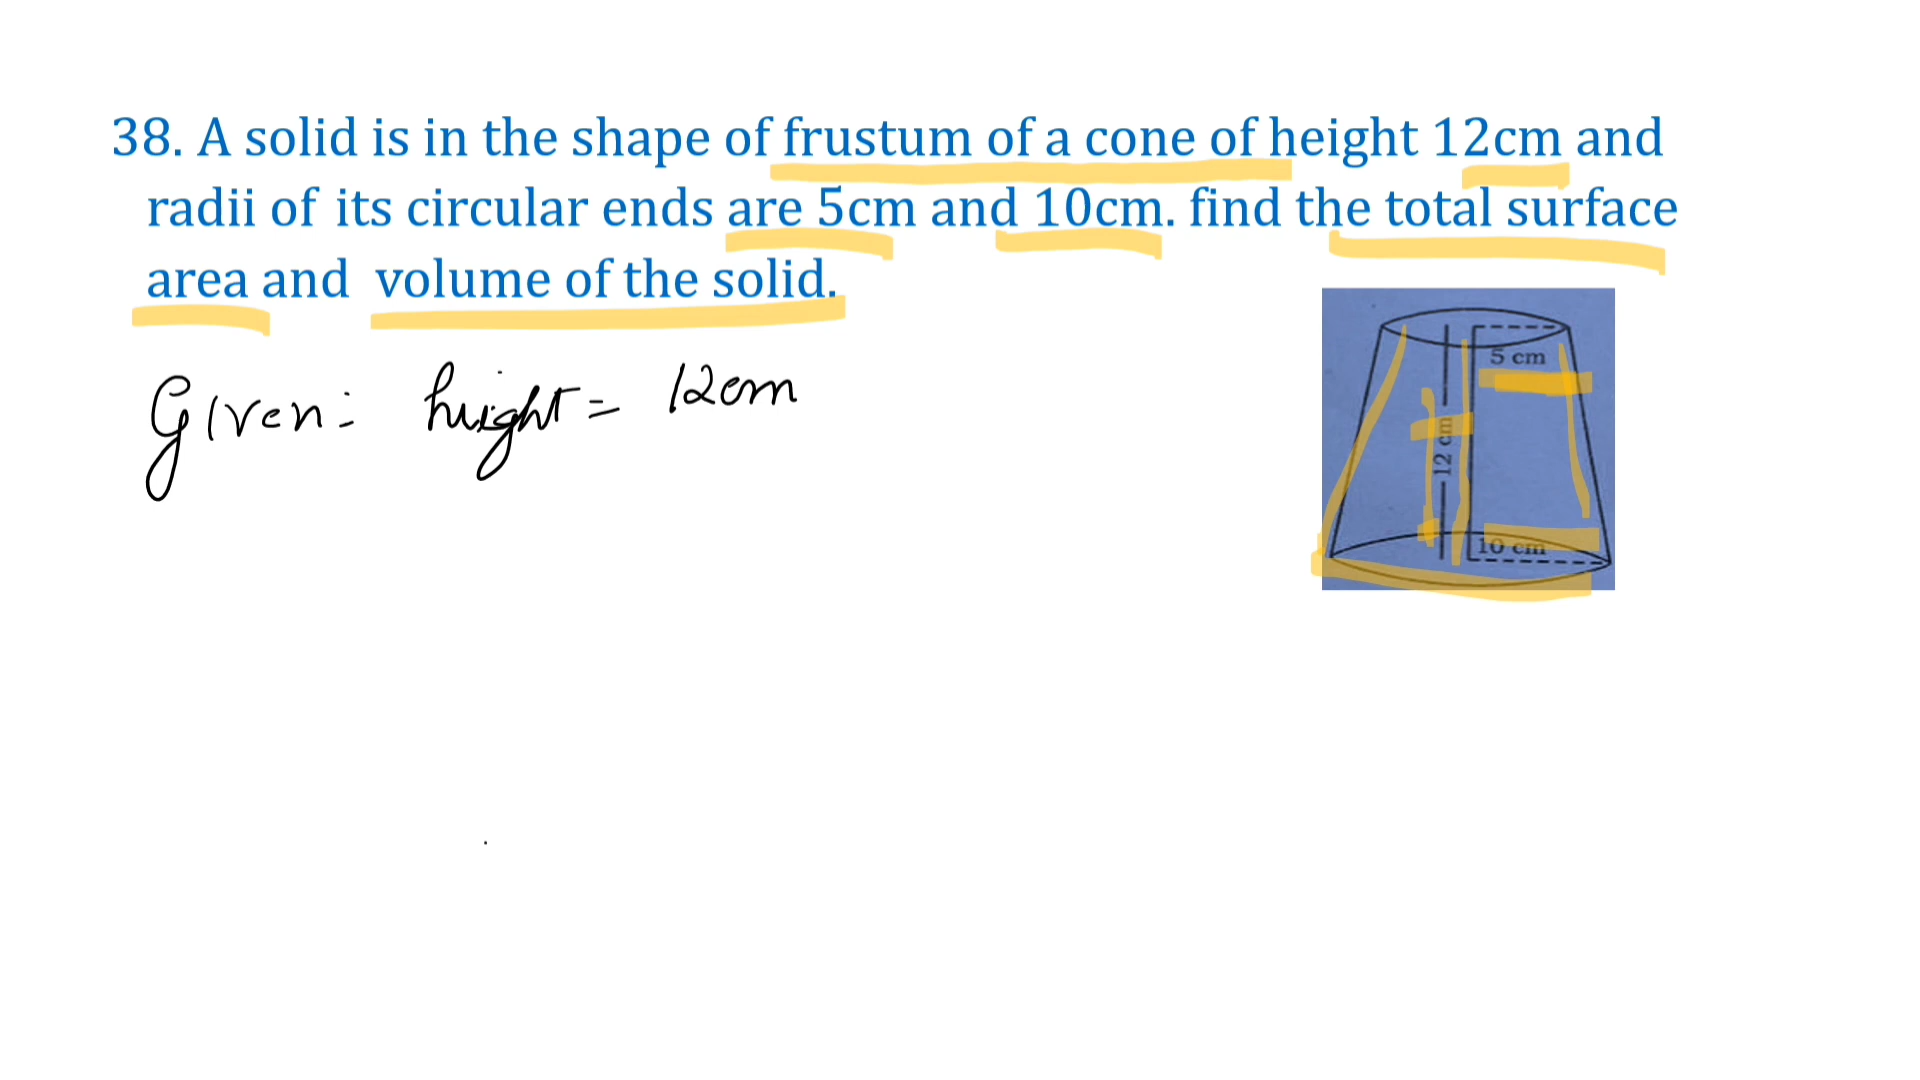 38. A solid is in the shape of frustum of a cone of height 12cm and
radii of its circular ends are 5cm and 10cm. find the total surface
area and volume of the solid.
Given: height = 12cm
5 cm
12 cm
10 cm